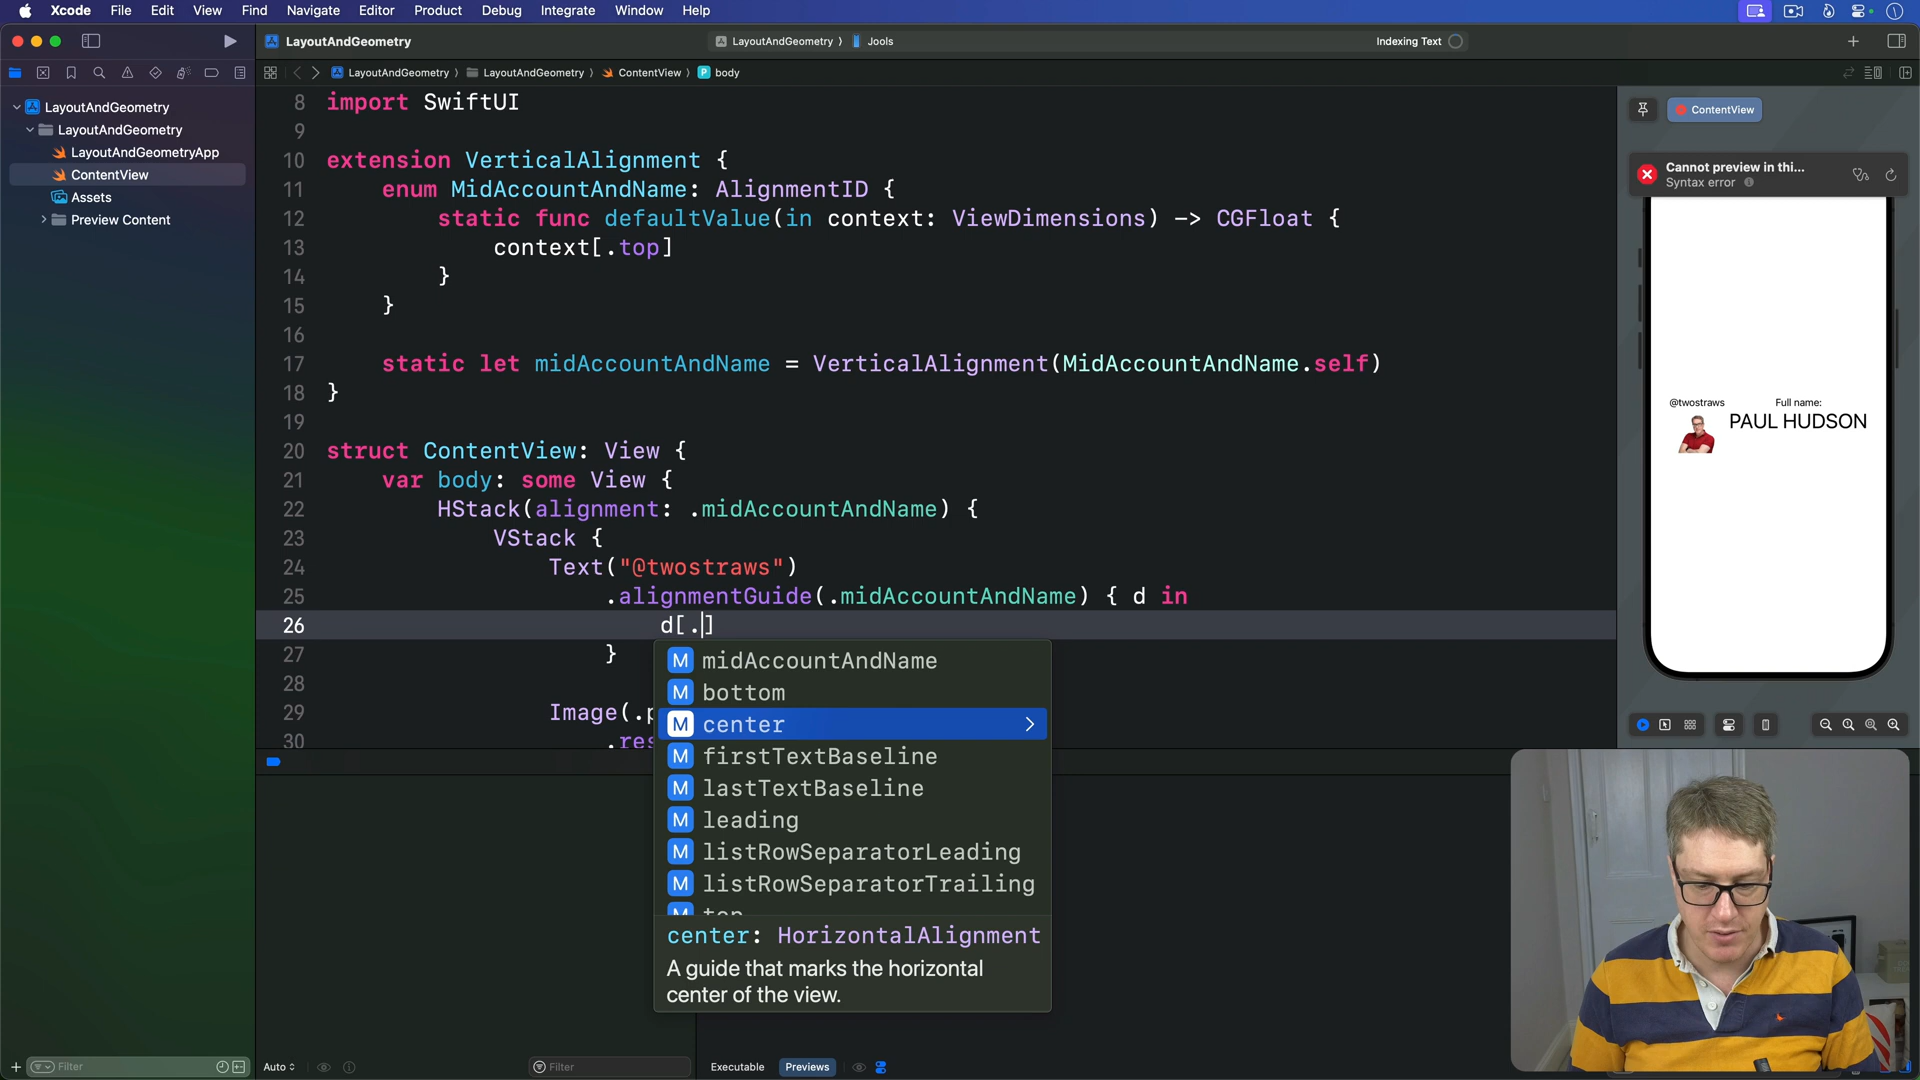 Xcode File Edit View Find Navigate Editor Product Debug Integrate Window Help
LayoutAndGeometry
LayoutAndGeometry
Jools
Indexing Text
LayoutAndGeometry
LayoutAndGeometry
ContentView
P body
LayoutAndGeometry
LayoutAndGeometry
LayoutAndGeometryApp
ContentView
Assets
Preview Content
8 import SwiftUI
9
10 extension VerticalAlignment {
11 enum MidAccountAndName: AlignmentID {
12 static func defaultValue(in context: ViewDimensions) -> CGFloat {
13 context[.top]
14 }
15 }
16
17 static let midAccountAndName = VerticalAlignment(MidAccountAndName.self)
18 }
19
20 struct ContentView: View {
21 var body: some View {
22 HStack(alignment: .midAccountAndName) {
23 VStack {
24 Text("@twostraws")
25 .alignmentGuide(.midAccountAndName) { d in
26 d[.]
27 }
28
29 Image(.p
30 .res
M midAccountAndName
M bottom
M center
M firstTextBaseline
M lastTextBaseline
M leading
M listRowSeparatorLeading
M listRowSeparatorTrailing
M top
center: HorizontalAlignment
A guide that marks the horizontal
center of the view.
ContentView
Cannot preview in thi...
Syntax error
@twostraws
Full name:
PAUL HUDSON
Filter
Auto
Filter
Executable
Previews